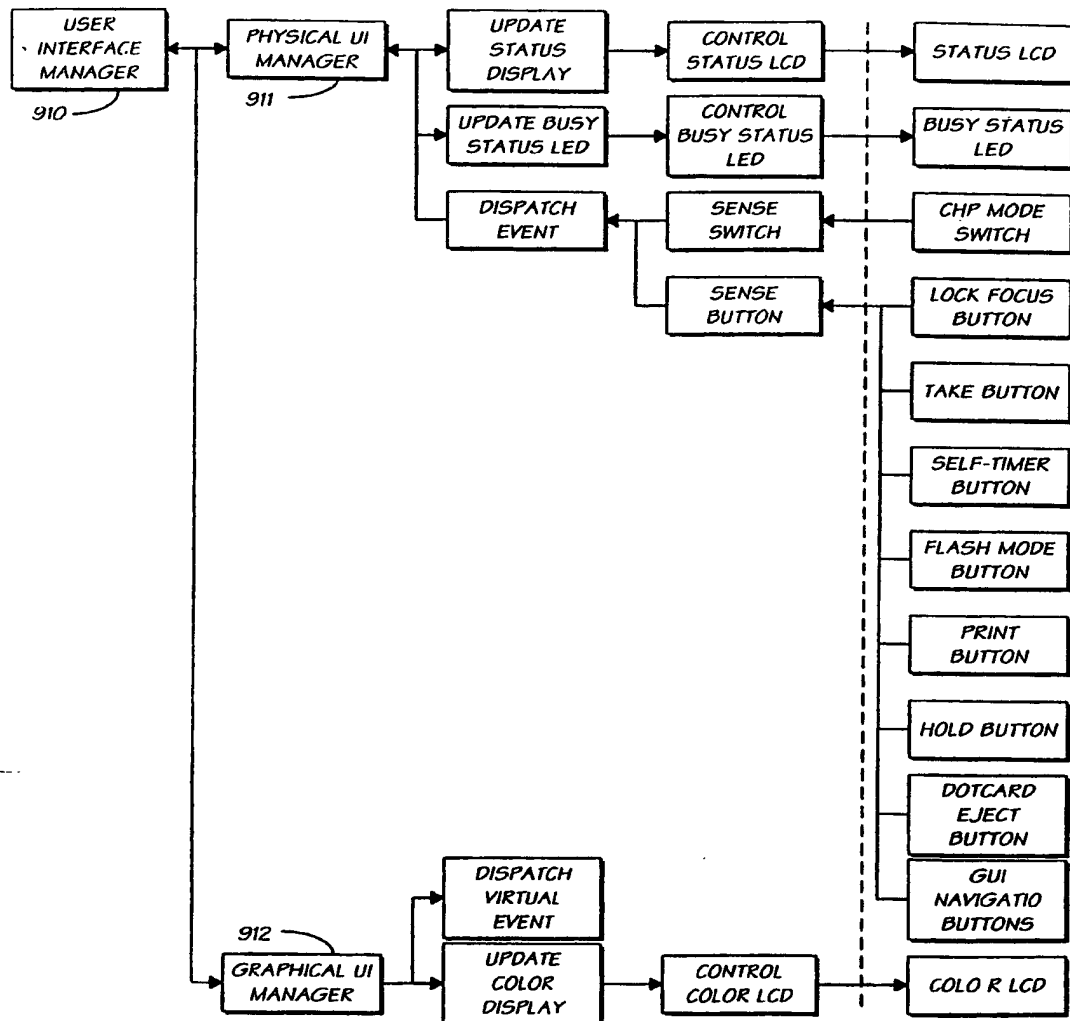 USER
INTERFACE
MANAGER
910
PHYSICAL UI
MANAGER
911
UPDATE
STATUS
DISPLAY
CONTROL
STATUS LCD
STATUS LCD
UPDATE BUSY
STATUS LED
CONTROL
BUSY STATUS
LED
BUSY STATUS
LED
DISPATCH
EVENT
SENSE
SWITCH
CHP MODE
SWITCH
SENSE
BUTTON
LOCK FOCUS
BUTTON
TAKE BUTTON
SELF-TIMER
BUTTON
FLASH MODE
BUTTON
PRINT
BUTTON
HOLD BUTTON
DOTCARD
EJECT
BUTTON
GUI
NAVIGATIO
BUTTONS
DISPATCH
VIRTUAL
EVENT
912
GRAPHICAL UI
MANAGER
UPDATE
COLOR
DISPLAY
CONTROL
COLOR LCD
COLO R LCD